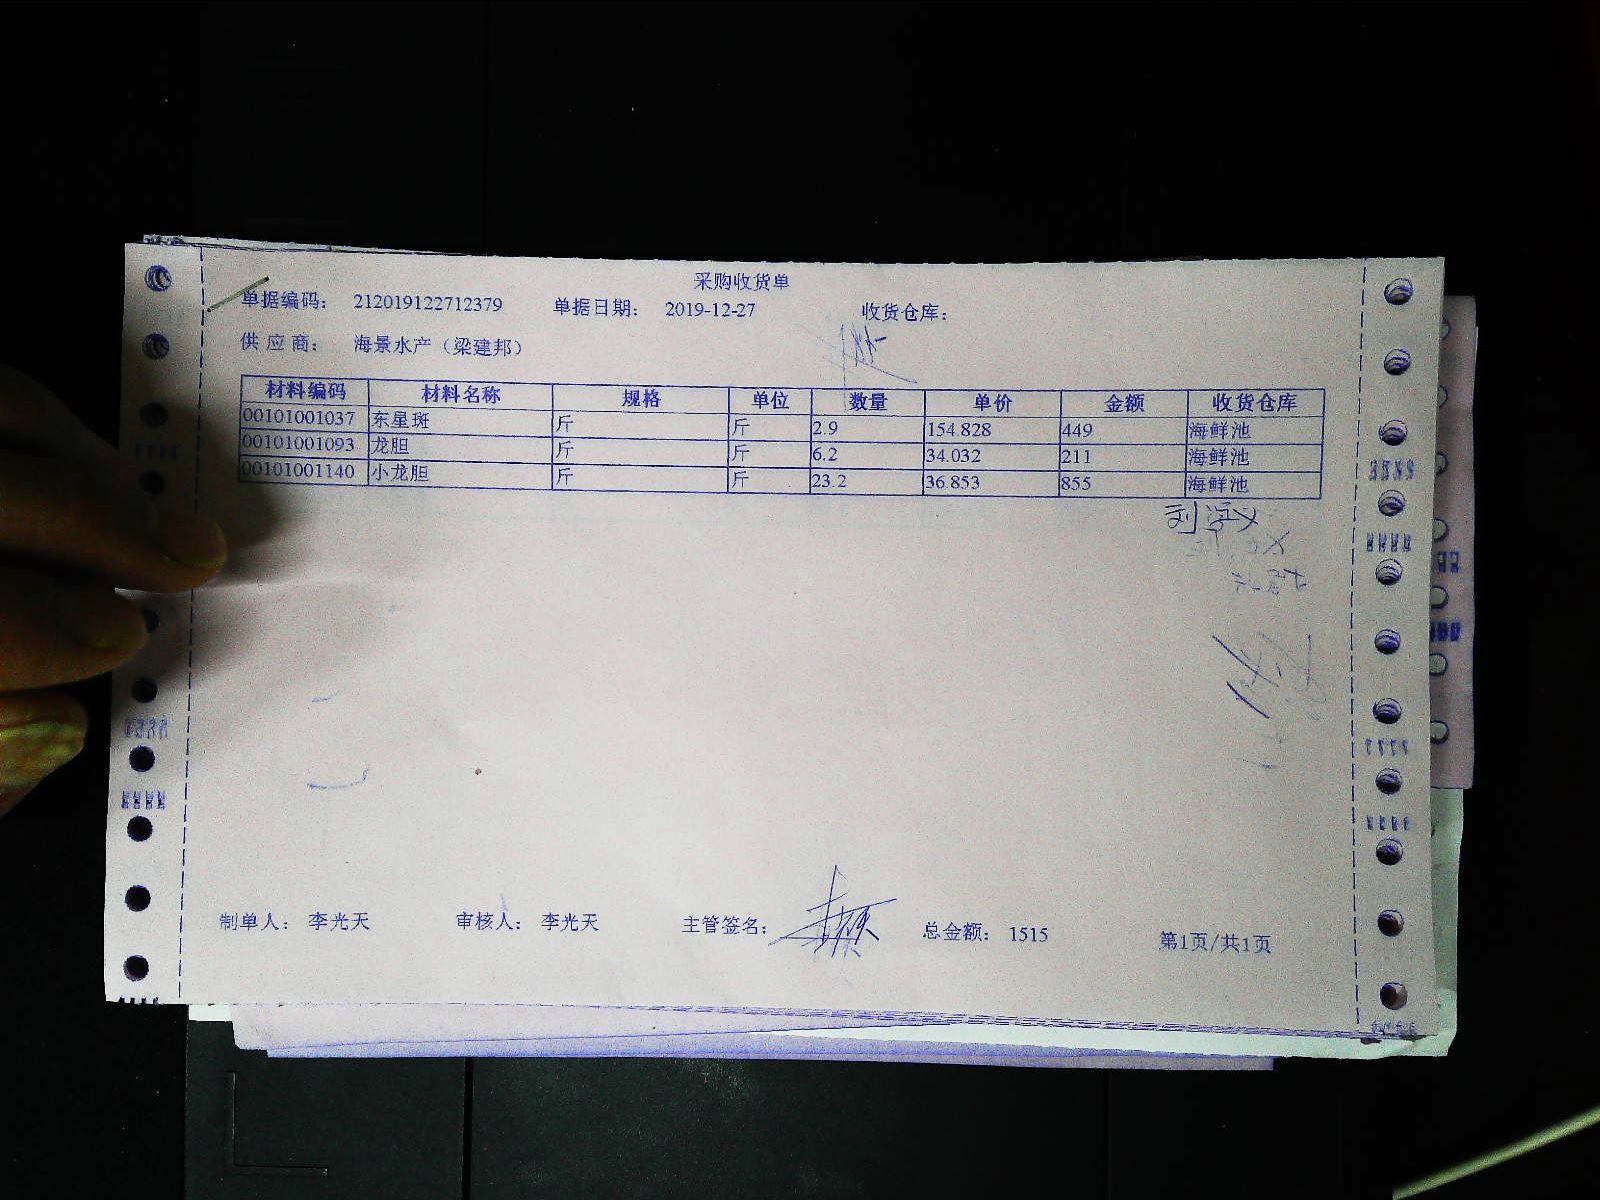 采购收货单
单据编码： 212019122712379 单据日期： 2019-12-27 收货仓库：
供 应 商： 海景水产（梁建邦）
材料编码 材料名称 规格 单位 数量 单价 金额 收货仓库
00101001037 东星斑 斤 斤 2.9 154.828 449 海鲜池
00101001093 龙胆 斤 斤 6.2 34.032 211 海鲜池
00101001140 小龙胆 斤 斤 23.2 36.853 855 海鲜池
制单人： 李光天 审核人： 李光天 主管签名： 总金额： 1515 第1页/共1页